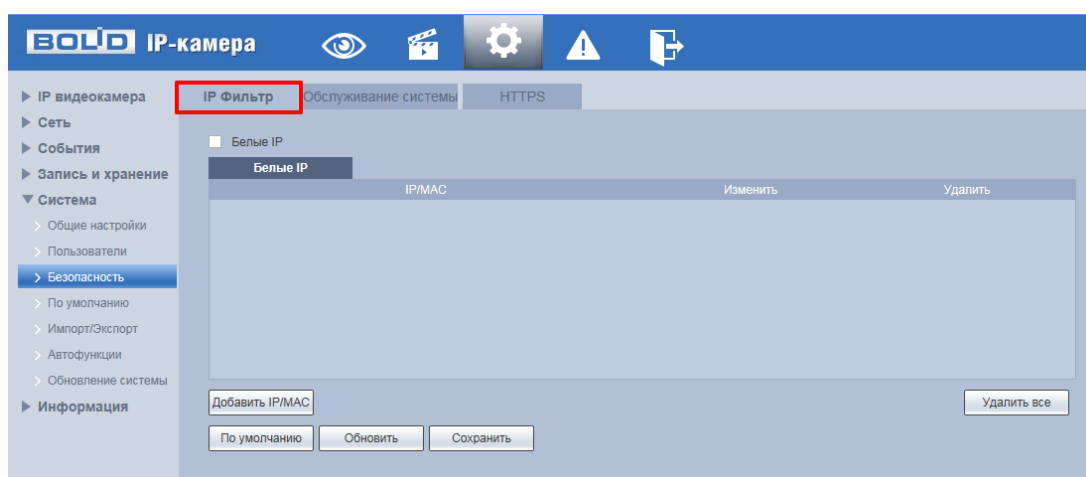 BOLID IP-камера
IP видеокамера
Сеть
События
Запись и хранение
Система
Общие настройки
Пользователи
Безопасность
По умолчанию
Импорт/Экспорт
Автофункции
Обновление системы
Информация
IP Фильтр Обслуживание системы HTTPS
Белые IP
Белые IP
IP/MAC Изменить Удалить
Добавить IP/MAC Удалить все
По умолчанию Обновить Сохранить